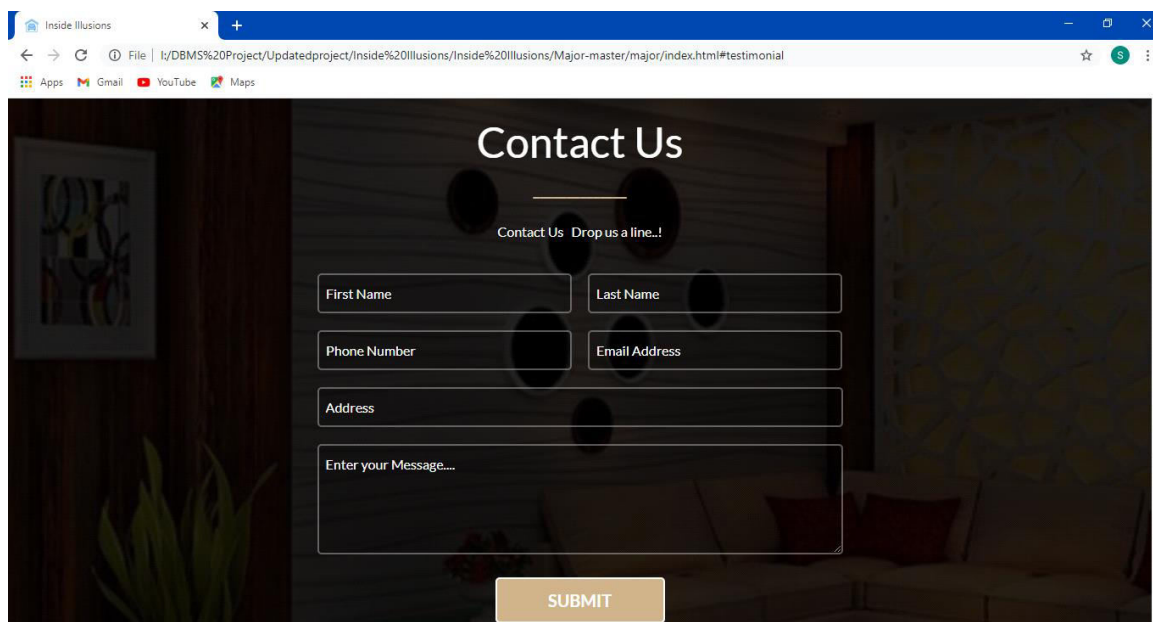 Inside Illusions
File | I:/DBMS%20Project/Updatedproject/Inside%20Illusions/Inside%20Illusions/Major-master/major/index.html#testimonial
S
Apps Gmail YouTube Maps
Contact Us
Contact Us Drop us a line..!
First Name Last Name
Phone Number Email Address
Address
Enter your Message....
SUBMIT